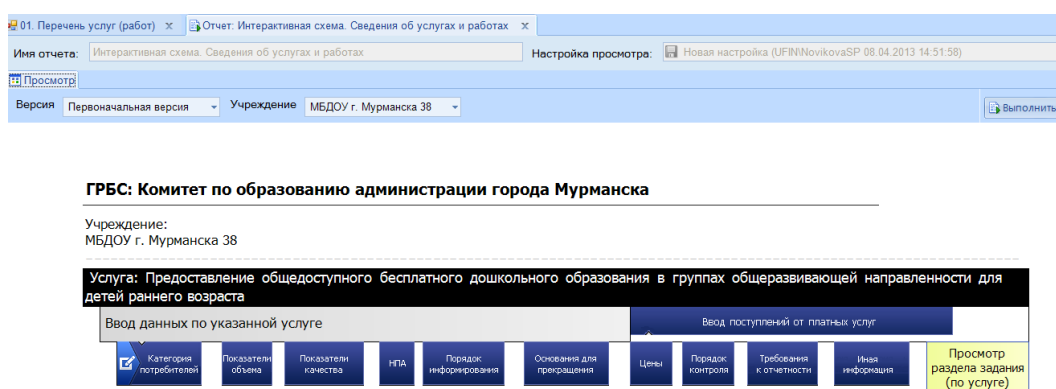 01. Перечень услуг (работ) x Отчет: Интерактивная схема. Сведения об услугах и работах x
Имя отчета: Интерактивная схема. Сведения об услугах и работах Настройка просмотра: Новая настройка (UFIN\NovikovaSP 08.04.2013 14:51:58)
Просмотр
Версия Первоначальная версия Учреждение МБДОУ г. Мурманска 38 Выполнить
ГРБС: Комитет по образованию администрации города Мурманска
Учреждение:
МБДОУ г. Мурманска 38
Услуга: Предоставление общедоступного бесплатного дошкольного образования в группах общеразвивающей направленности для
детей раннего возраста
Ввод данных по указанной услуге Ввод поступлений от платных услуг
Категория потребителей
Показатели объема
Показатели качества
НПА
Порядок информирования
Основания для прекращения
Цены
Порядок контроля
Требования к отчетности
Иная информация
Просмотр
раздела задания
(по услуге)